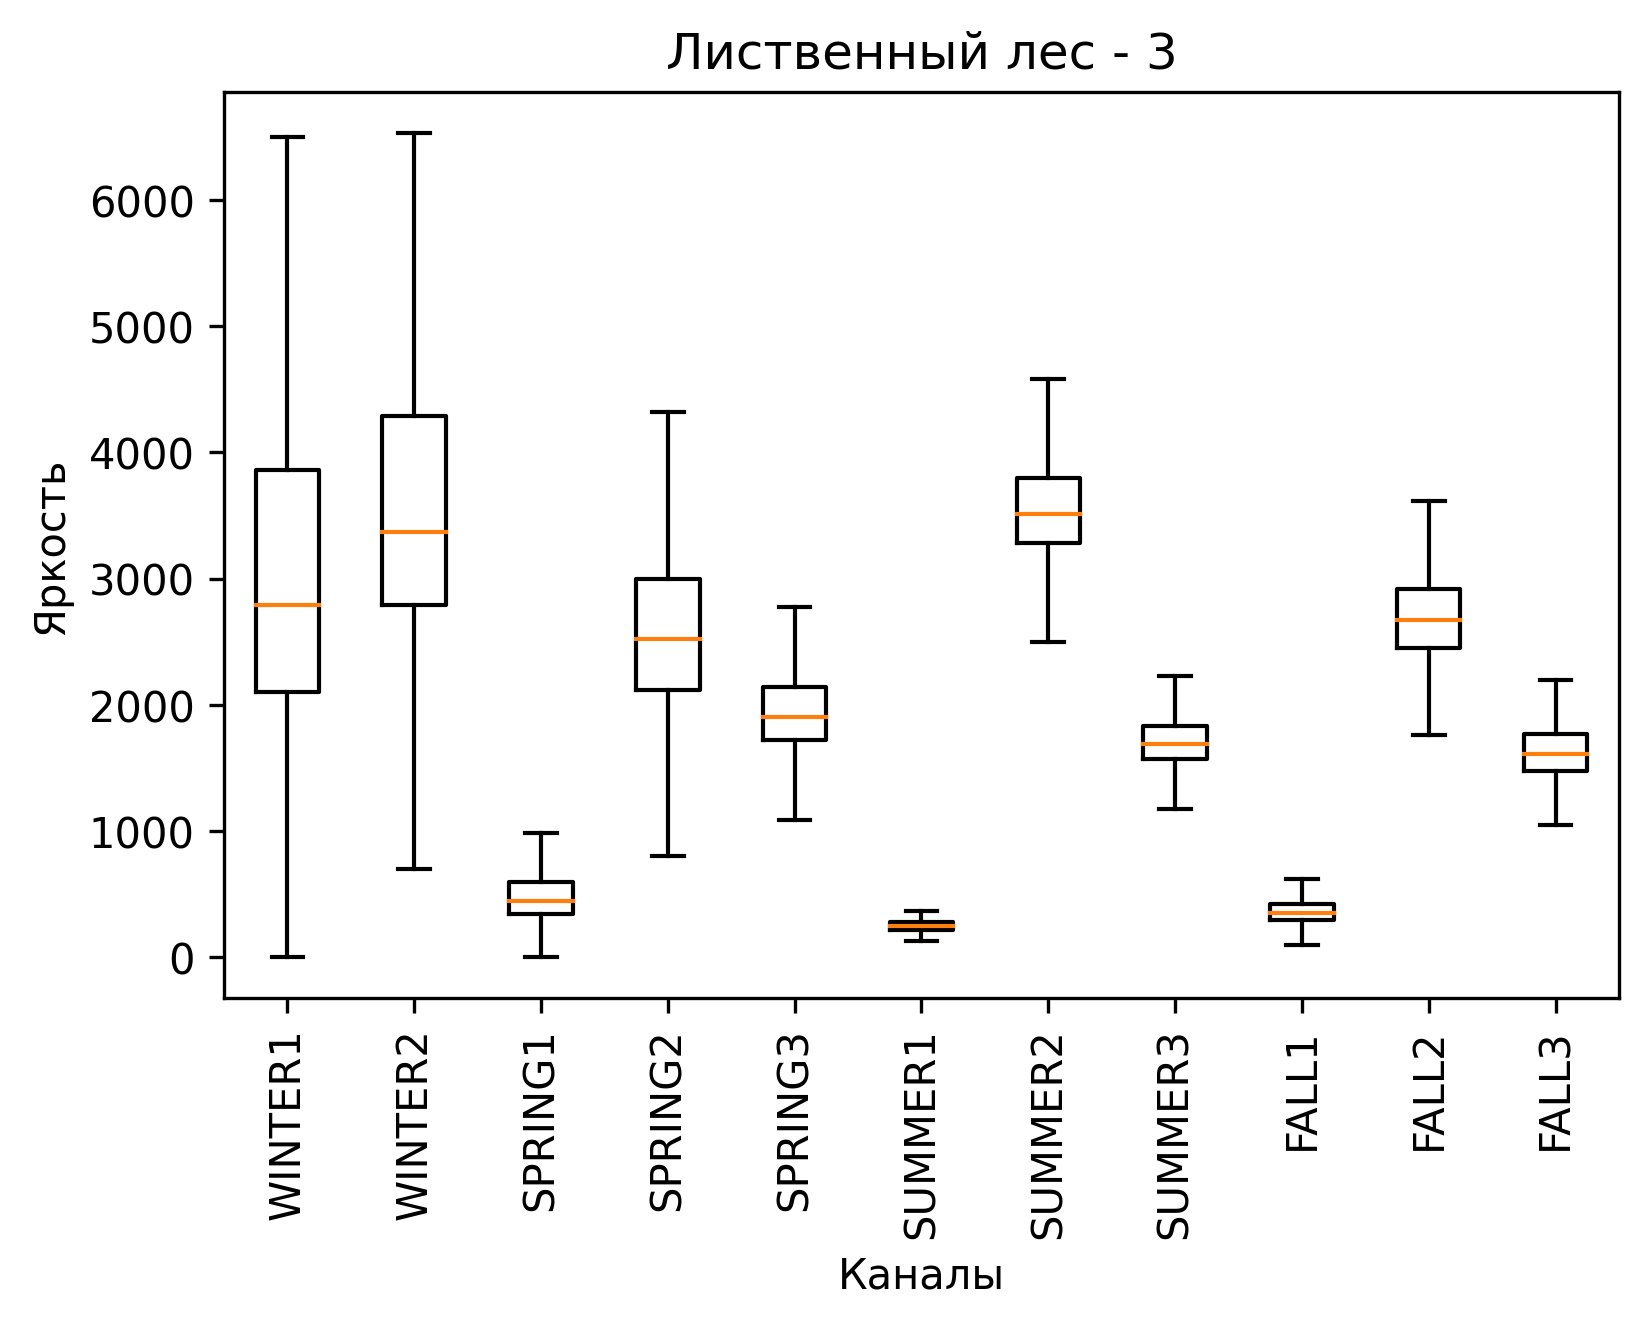 Лиственный лес - 3
Яркость
6000
5000
4000
3000
2000
1000
0
WINTER1
WINTER2
SPRING1
SPRING2
SPRING3
SUMMER1
SUMMER2
SUMMER3
FALL1
FALL2
FALL3
Каналы